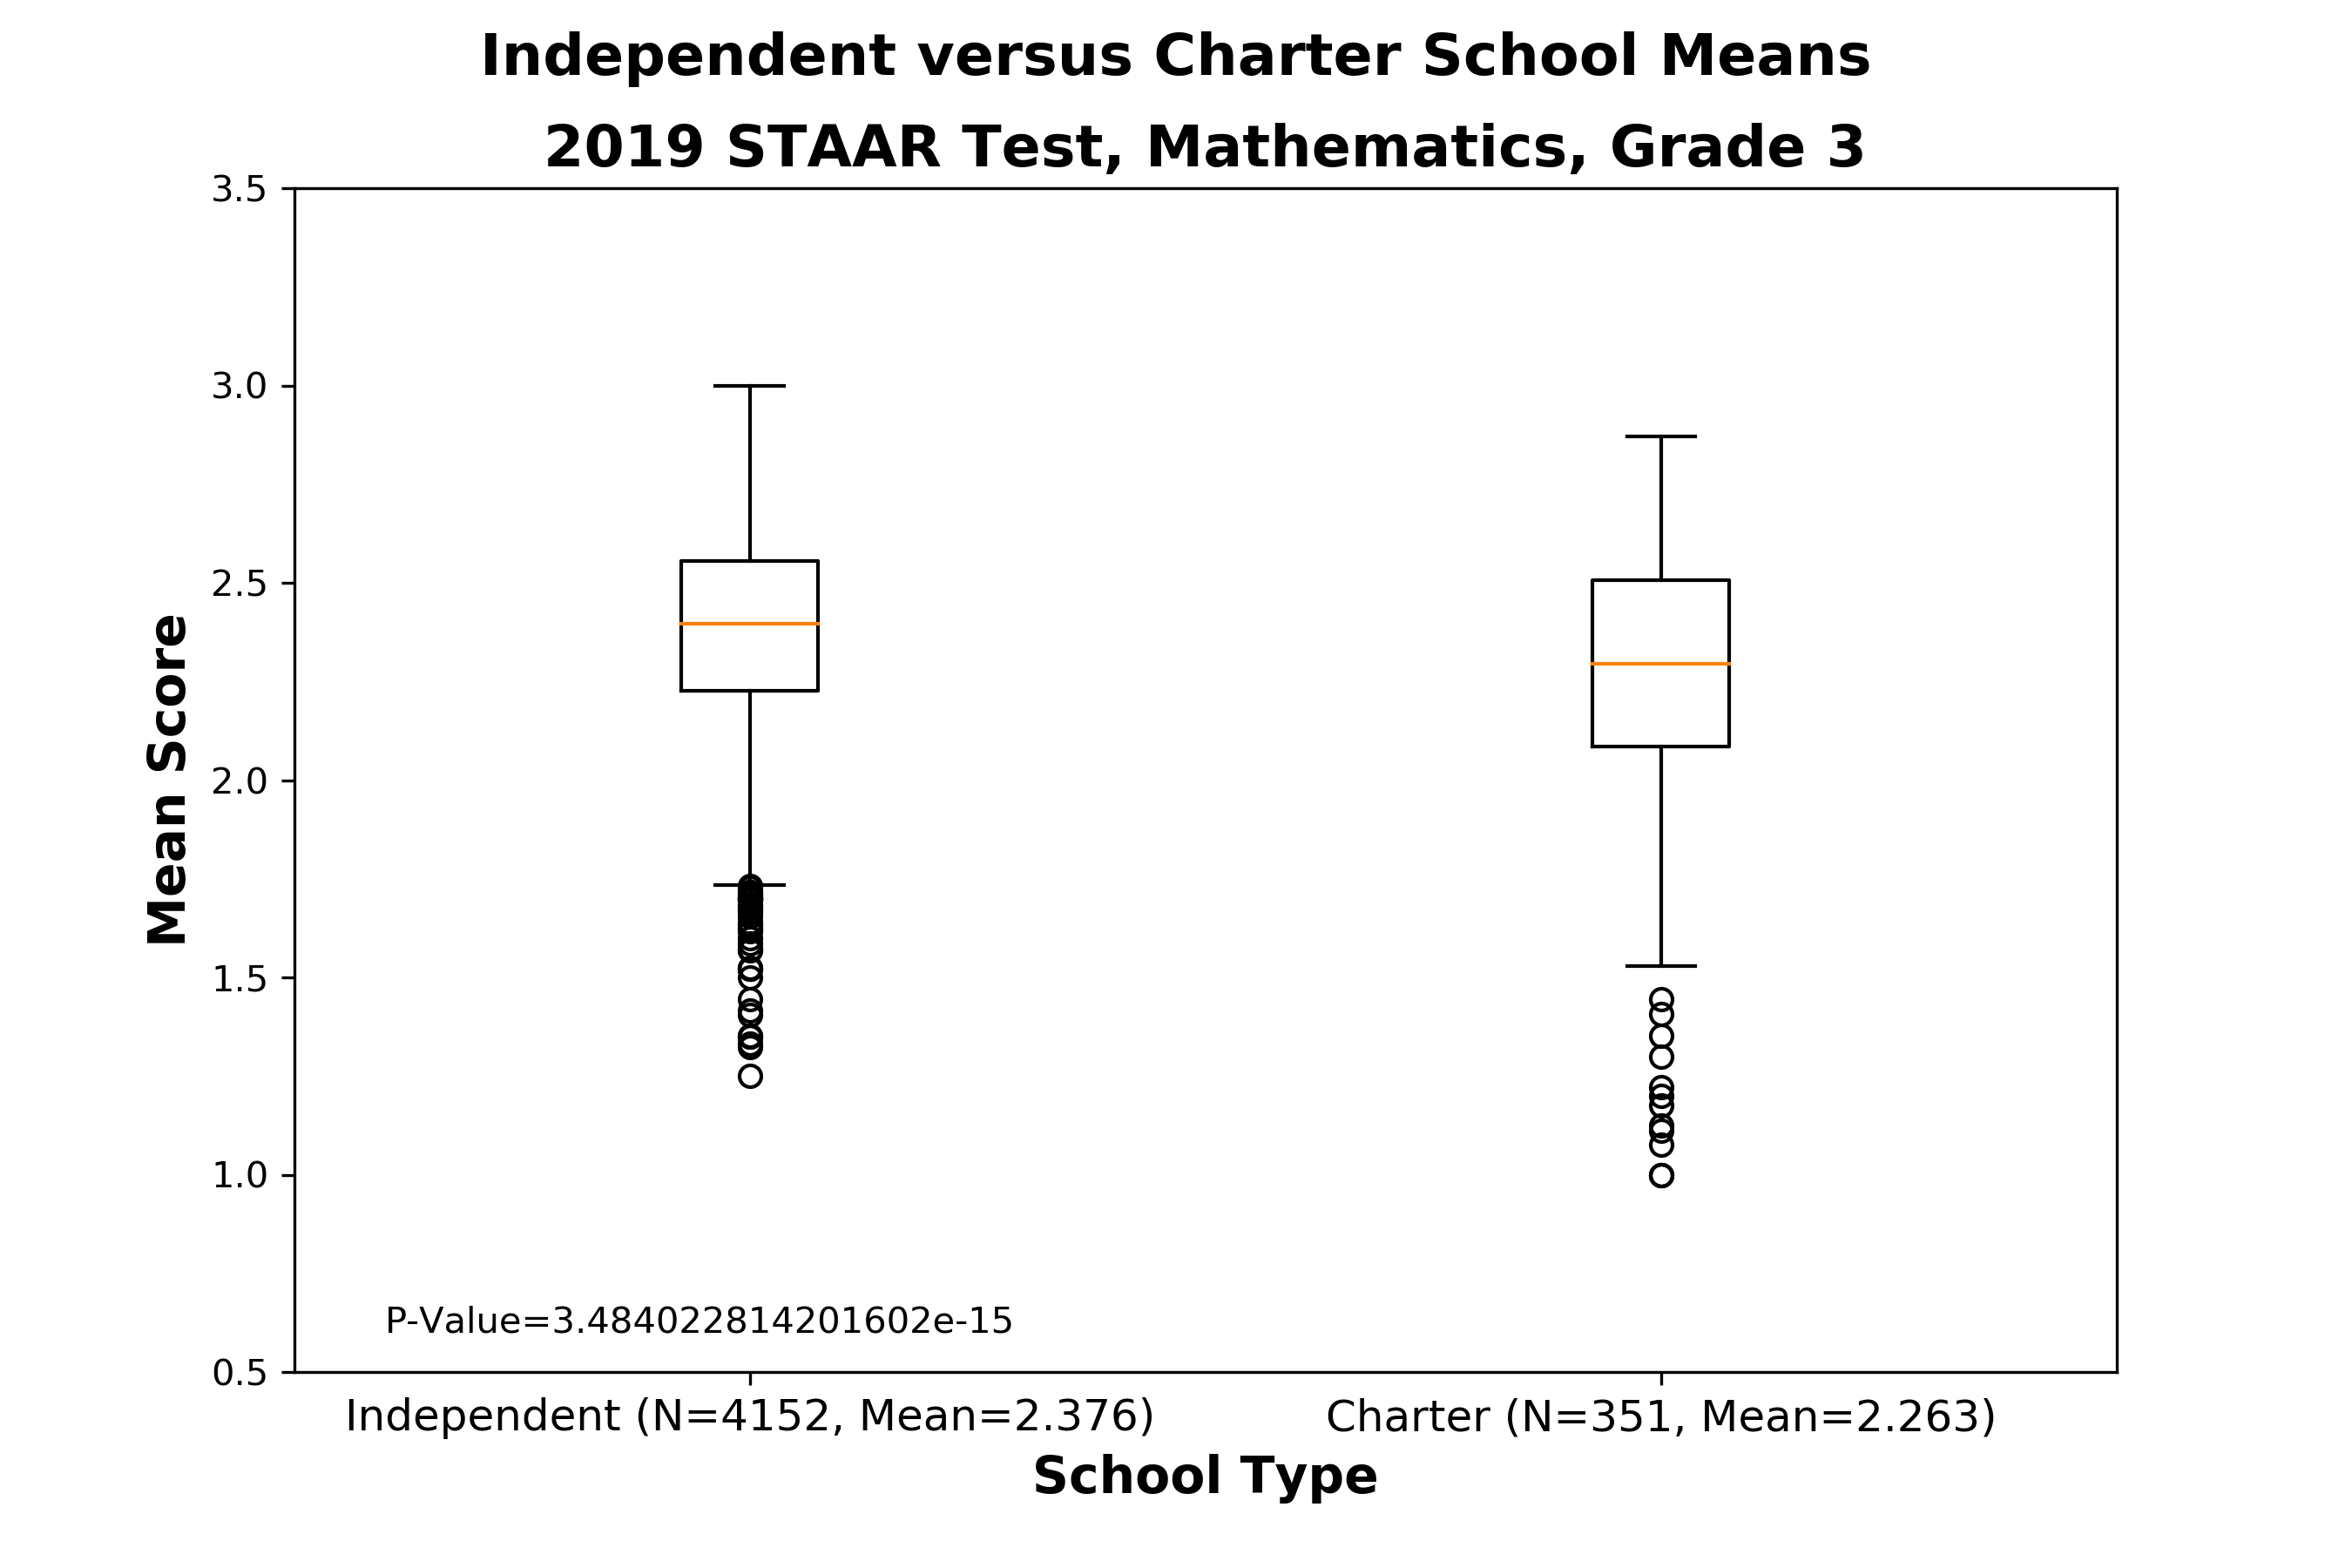 Independent versus Charter School Means
2019 STAAR Test, Mathematics, Grade 3
3.5
3.0
2.5
2.0
1.5
1.0
0.5
Mean Score
P-Value=3.484022814201602e-15
Independent (N=4152, Mean=2.376)
Charter (N=351, Mean=2.263)
School Type